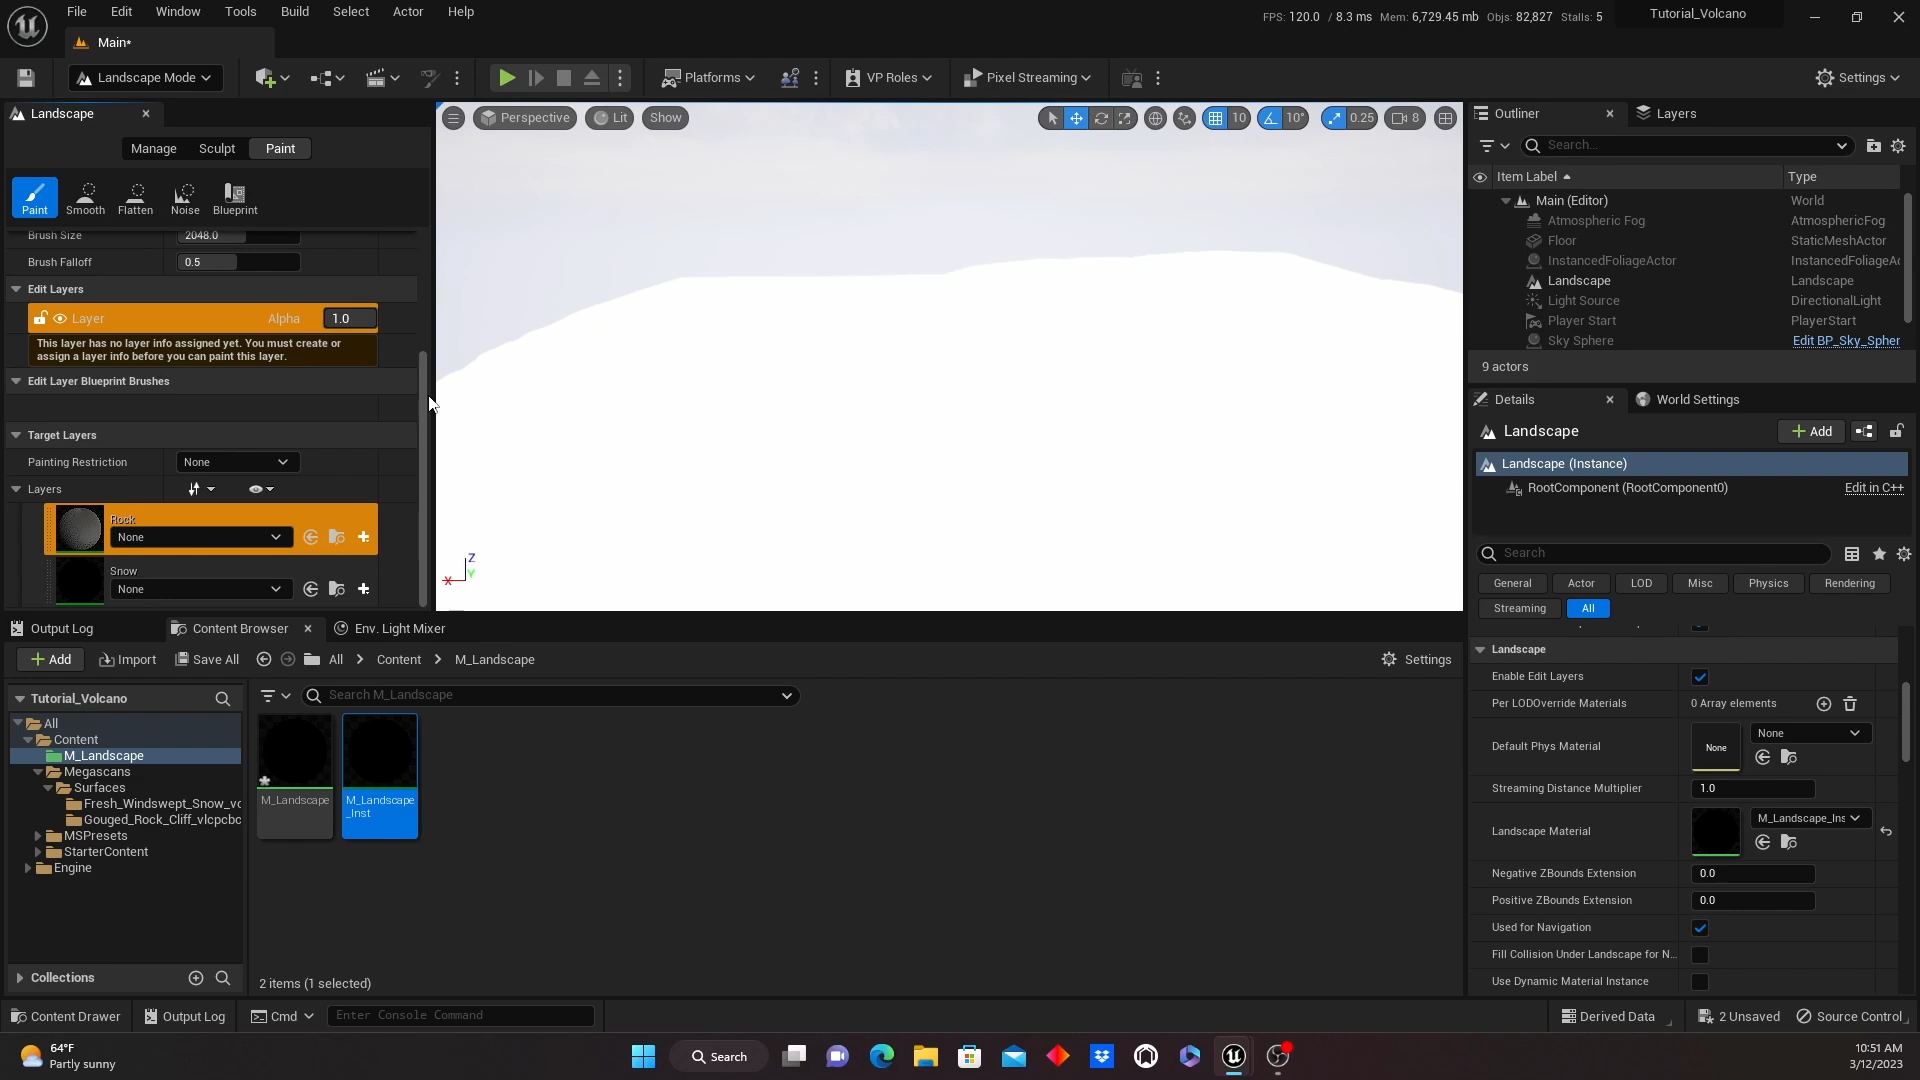 File Edit Window Tools Build Select Actor Help
FPS: 120.0 / 8.3 ms Mem: 6,729.45 mb Objs: 82,827 Stalls: 5
Tutorial_Volcano
Main*
Landscape Mode
Platforms
VP Roles
Pixel Streaming
Settings
Landscape
Manage Sculpt Paint
Paint Smooth Flatten Noise Blueprint
Brush Size 2048.0
Brush Falloff 0.5
Edit Layers
Layer Alpha 1.0
This layer has no layer info assigned yet. You must create or
assign a layer info before you can paint this layer.
Edit Layer Blueprint Brushes
Target Layers
Painting Restriction None
Layers
Rock
None
Snow
None
Perspective Lit Show
10 10° 0.25 8
Z
X Y
Outliner Layers
Search...
Item Label Type
Main (Editor) World
Atmospheric Fog AtmosphericFog
Floor StaticMeshActor
InstancedFoliageActor InstancedFoliageAc
Landscape Landscape
Light Source DirectionalLight
Player Start PlayerStart
Sky Sphere Edit BP_Sky_Spher
9 actors
Details World Settings
Landscape Add
Landscape (Instance)
RootComponent (RootComponent0) Edit in C++
Search
General Actor LOD Misc Physics Rendering
Streaming All
Landscape
Enable Edit Layers
Per LODOverride Materials 0 Array elements
Default Phys Material None None
Streaming Distance Multiplier 1.0
Landscape Material M_Landscape_Ins
Negative ZBounds Extension 0.0
Positive ZBounds Extension 0.0
Used for Navigation
Fill Collision Under Landscape for N...
Use Dynamic Material Instance
Output Log Content Browser Env. Light Mixer
Add Import Save All All Content M_Landscape Settings
Tutorial_Volcano
Search M_Landscape
All
Content
M_Landscape
Megascans
Surfaces
Fresh_Windswept_Snow_vc
Gouged_Rock_Cliff_vlcpcbc
MSPresets
StarterContent
Engine
M_Landscape
M_Landscape
_Inst
Collections
2 items (1 selected)
Content Drawer Output Log Cmd Enter Console Command
Derived Data 2 Unsaved Source Control
64°F
Partly sunny
Search
10:51 AM
3/12/2023